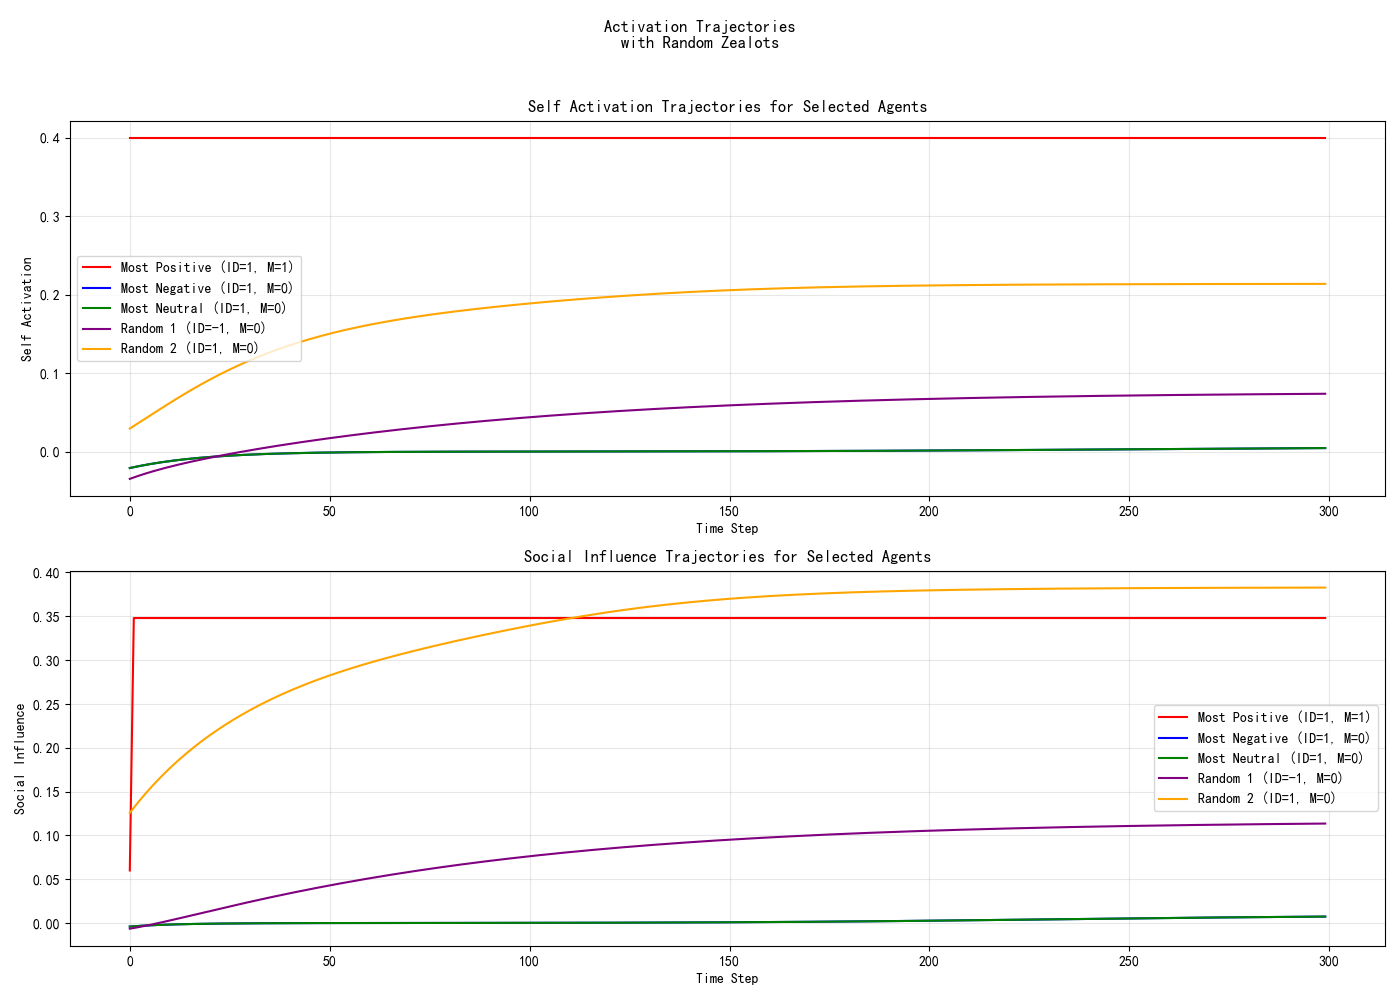 Activation Trajectories
with Random Zealots
Self Activation Trajectories for Selected Agents
Self Activation
0.4
0.3
0.2
0.1
0.0
Most Positive (ID=1, M=1)
Most Negative (ID=1, M=0)
Most Neutral (ID=1, M=0)
Random 1 (ID=-1, M=0)
Random 2 (ID=1, M=0)
0 50 100 150 200 250 300
Time Step
Social Influence Trajectories for Selected Agents
Social Influence
0.40
0.35
0.30
0.25
0.20
0.15
0.10
0.05
0.00
Most Positive (ID=1, M=1)
Most Negative (ID=1, M=0)
Most Neutral (ID=1, M=0)
Random 1 (ID=-1, M=0)
Random 2 (ID=1, M=0)
0 50 100 150 200 250 300
Time Step